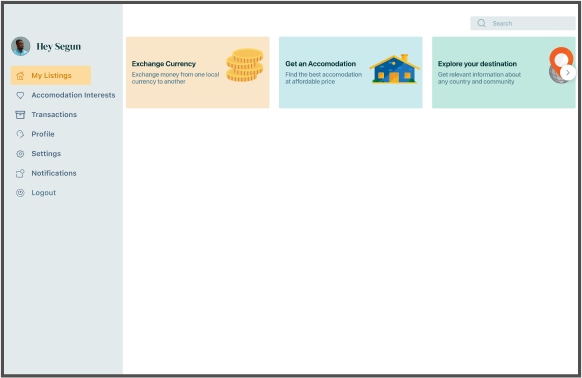 Search
Hey Segun
My Listings
Accomodation Interests
Transactions
Profile
Settings
Notifications
Logout
Exchange Currency
Exchange money from one local
currency to another
Get an Accomodation
Find the best accomodation
at affordable price
Explore your destination
Get relevant information about
any country and community